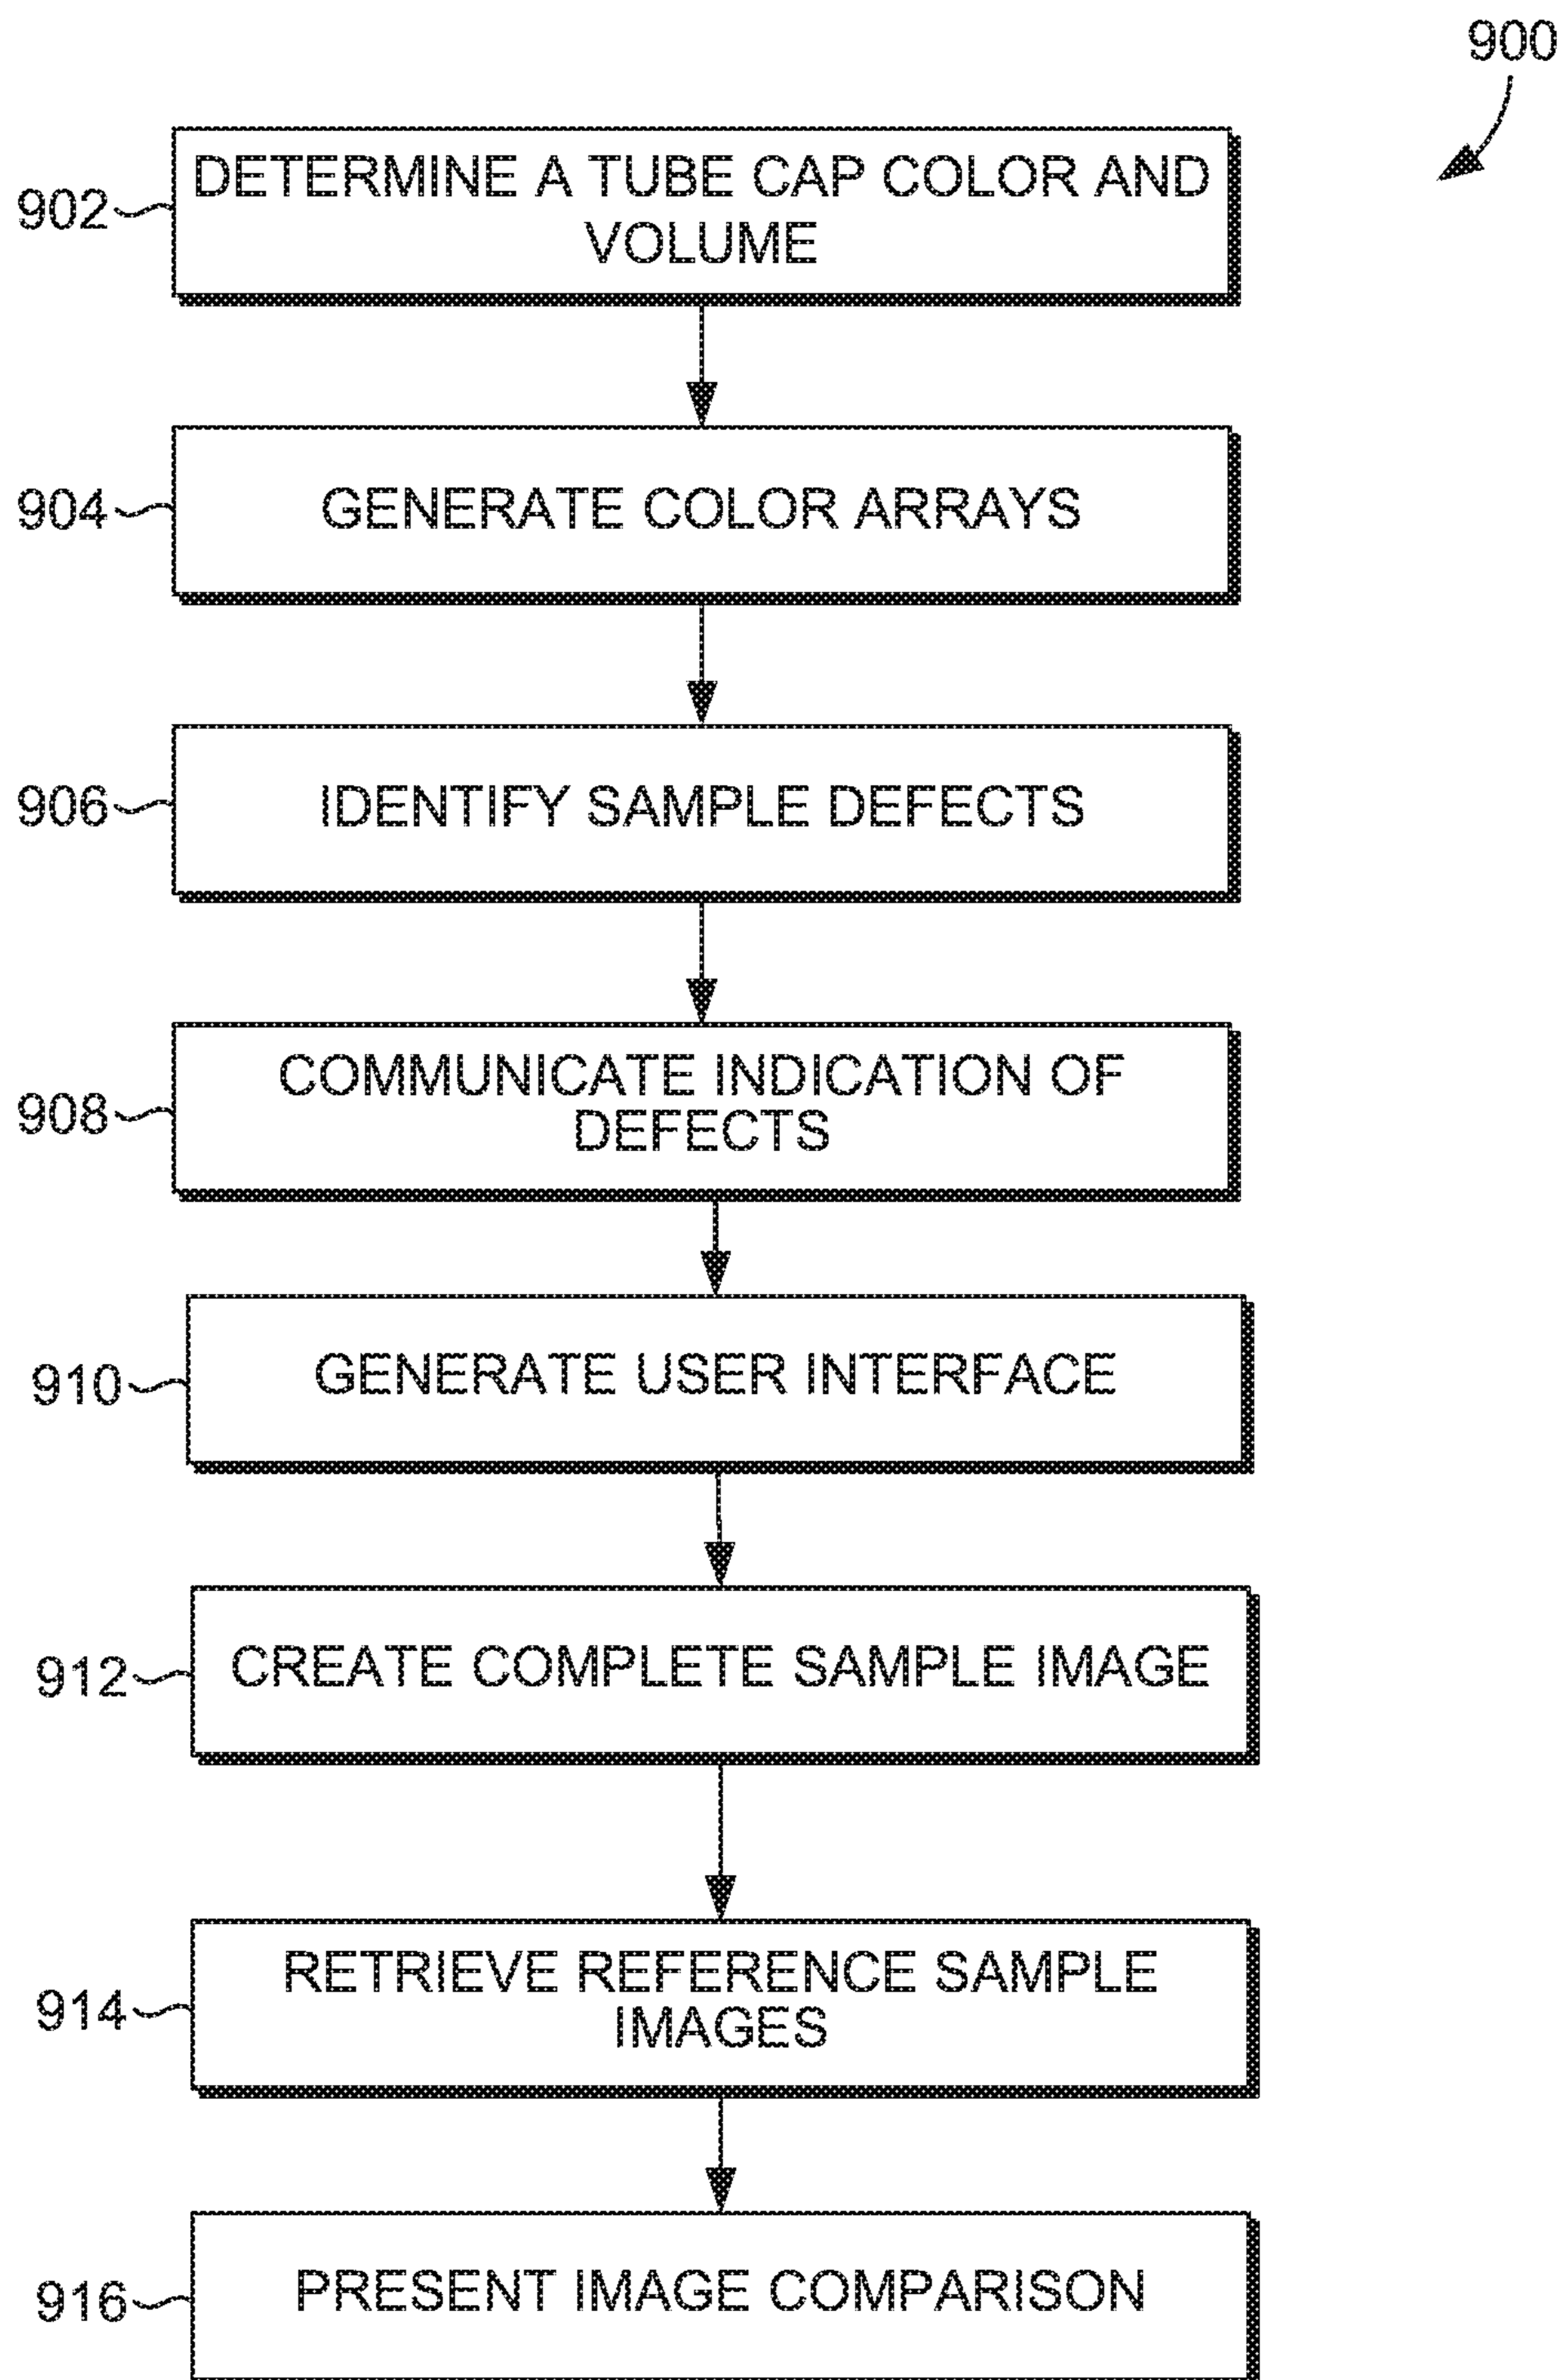 900
902
DETERMINE A TUBE CAP COLOR AND
VOLUME
904
GENERATE COLOR ARRAYS
906
IDENTIFY SAMPLE DEFECTS
908
COMMUNICATE INDICATION OF
DEFECTS
910
GENERATE USER INTERFACE
912
CREATE COMPLETE SAMPLE IMAGE
914
RETRIEVE REFERENCE SAMPLE
IMAGES
916
PRESENT IMAGE COMPARISON